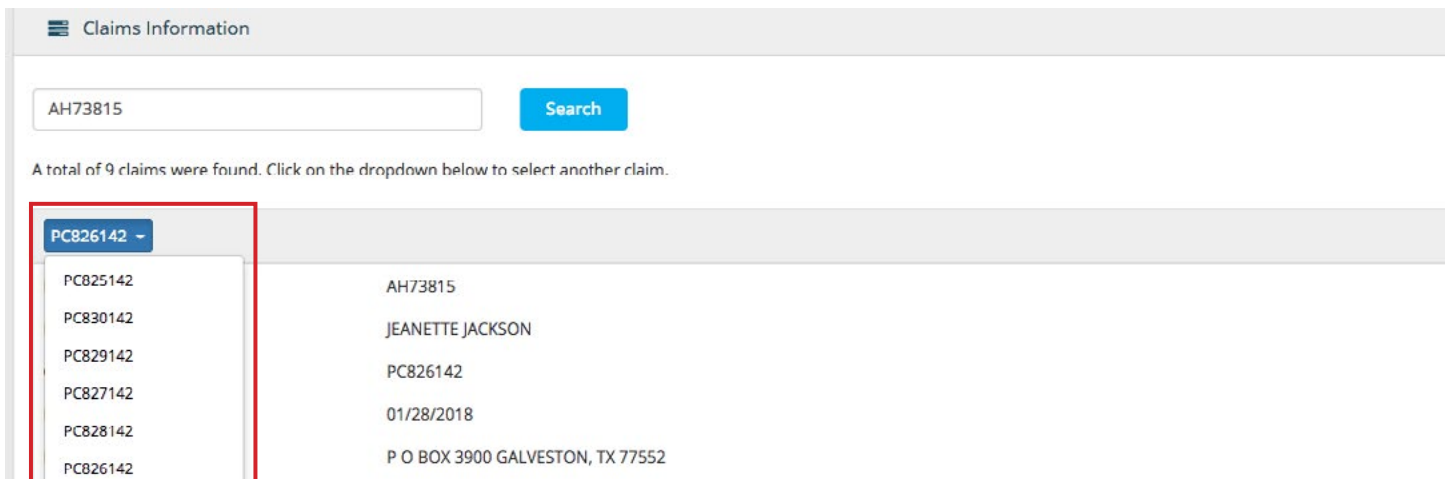 Claims Information
AH73815
Search
A total of 9 claims were found. Click on the dropdown below to select another claim.
PC826142
PC825142
AH73815
PC830142
JEANETTE JACKSON
PC829142
PC826142
PC827142
01/28/2018
PC828142
P O BOX 3900 GALVESTON, TX 77552
PC826142